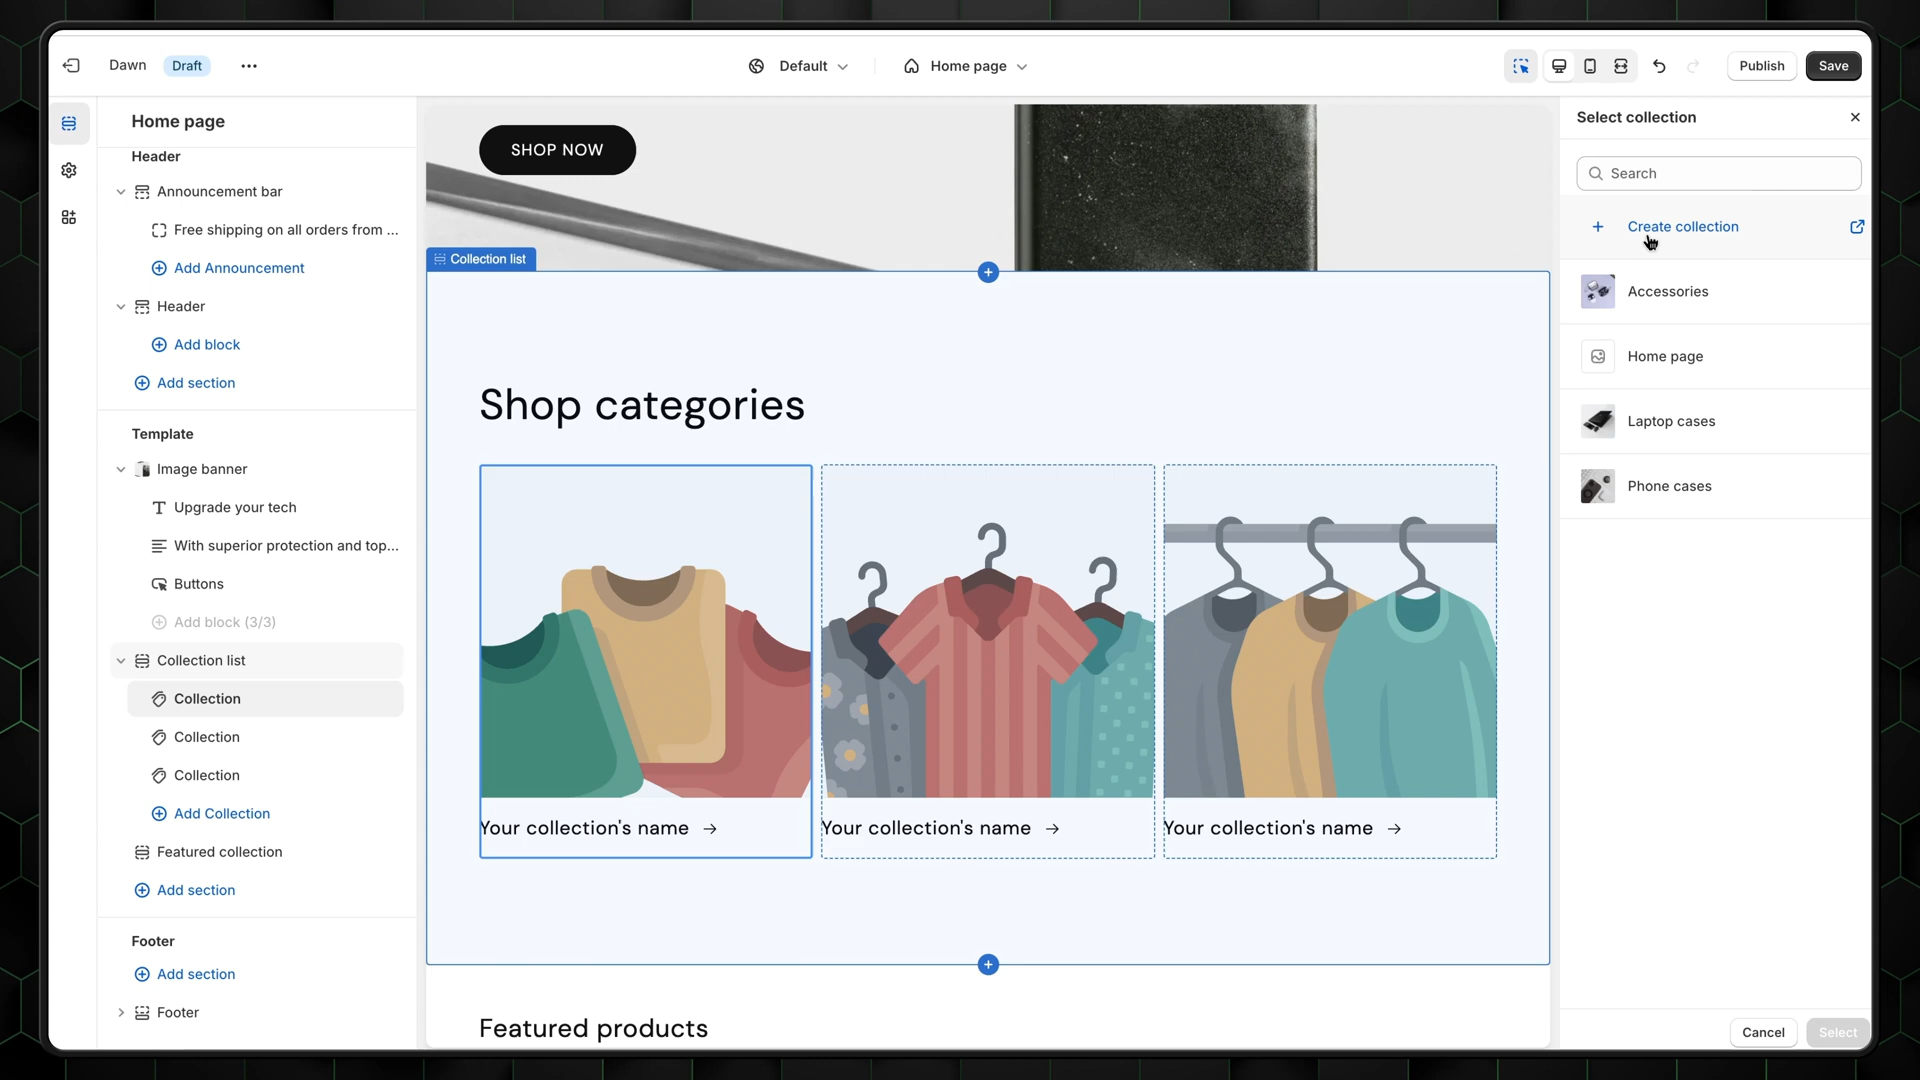 Dawn
Draft
Default
Home page
Publish
Save
Home page
Header
Announcement bar
Free shipping on all orders from ...
Add Announcement
Header
Add block
Add section
Template
Image banner
Upgrade your tech
With superior protection and top...
Buttons
Add block (3/3)
Collection list
Collection
Collection
Collection
Add Collection
Featured collection
Add section
Footer
Add section
Footer
SHOP NOW
Collection list
Shop categories
Your collection's name
Your collection's name
Your collection's name
Featured products
Select collection
Search
Create collection
Accessories
Home page
Laptop cases
Phone cases
Cancel
Select